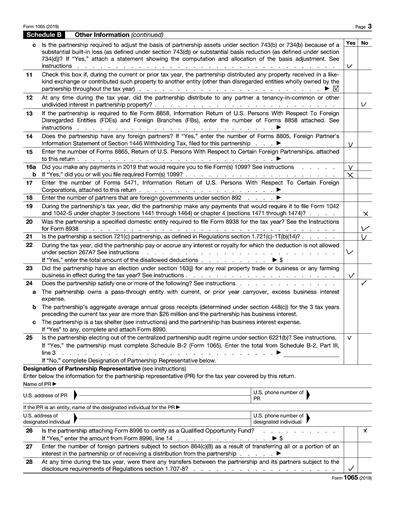 Form 1065 (2019) Page 3
Schedule B Other Information (continued)
c Is the partnership required to adjust the basis of partnership assets under section 743(b) or 734(b) because of a Yes No
substantial built-in loss (as defined under section 743(d)) or substantial basis reduction (as defined under section
734(d))? If "Yes," attach a statement showing the computation and allocation of the basis adjustment. See
instructions
11 Check this box if, during the current or prior tax year, the partnership distributed any property received in a like-
kind exchange or contributed such property to another entity (other than disregarded entities wholly owned by the
partnership throughout the tax year) ▶
12 At any time during the tax year, did the partnership distribute to any partner a tenancy-in-common or other
undivided interest in partnership property?
13 If the partnership is required to file Form 8858, Information Return of U.S. Persons With Respect To Foreign
Disregarded Entities (FDEs) and Foreign Branches (FBs), enter the number of Forms 8858 attached. See
instructions ▶
14 Does the partnership have any foreign partners? If "Yes," enter the number of Forms 8805, Foreign Partner's
Information Statement of Section 1446 Withholding Tax, filed for this partnership ▶
15 Enter the number of Forms 8865, Return of U.S. Persons With Respect to Certain Foreign Partnerships, attached
to this return ▶
16a Did you make any payments in 2019 that would require you to file Form(s) 1099? See instructions
b If "Yes," did you or will you file required Form(s) 1099?
17 Enter the number of Forms 5471, Information Return of U.S. Persons With Respect To Certain Foreign
Corporations, attached to this return ▶
18 Enter the number of partners that are foreign governments under section 892 ▶
19 During the partnership's tax year, did the partnership make any payments that would require it to file Form 1042
and 1042-S under chapter 3 (sections 1441 through 1464) or chapter 4 (sections 1471 through 1474)?
20 Was the partnership a specified domestic entity required to file Form 8938 for the tax year? See the Instructions
for Form 8938
21 Is the partnership a section 721(c) partnership, as defined in Regulations section 1.721(c)-1T(b)(14)?
22 During the tax year, did the partnership pay or accrue any interest or royalty for which the deduction is not allowed
under section 267A? See instructions
If "Yes," enter the total amount of the disallowed deductions ▶ $
23 Did the partnership have an election under section 163(j) for any real property trade or business or any farming
business in effect during the tax year? See instructions
24 Does the partnership satisfy one or more of the following? See instructions
a The partnership owns a pass-through entity with current, or prior year carryover, excess business interest
expense.
b The partnership's aggregate average annual gross receipts (determined under section 448(c)) for the 3 tax years
preceding the current tax year are more than $26 million and the partnership has business interest.
c The partnership is a tax shelter (see instructions) and the partnership has business interest expense.
If "Yes" to any, complete and attach Form 8990.
25 Is the partnership electing out of the centralized partnership audit regime under section 6221(b)? See instructions.
If "Yes," the partnership must complete Schedule B-2 (Form 1065). Enter the total from Schedule B-2, Part III,
line 3 ▶
If "No," complete Designation of Partnership Representative below.
Designation of Partnership Representative (see instructions)
Enter below the information for the partnership representative (PR) for the tax year covered by this return.
Name of PR ▶
U.S. address of PR U.S. phone number of
PR
If the PR is an entity, name of the designated individual for the PR ▶
U.S. address of U.S. phone number of
designated individual designated individual
26 Is the partnership attaching Form 8996 to certify as a Qualified Opportunity Fund?
If "Yes," enter the amount from Form 8996, line 14 ▶ $
27 Enter the number of foreign partners subject to section 864(c)(8) as a result of transferring all or a portion of an
interest in the partnership or of receiving a distribution from the partnership ▶
28 At any time during the tax year, were there any transfers between the partnership and its partners subject to the
disclosure requirements of Regulations section 1.707-8?
Form 1065 (2019)